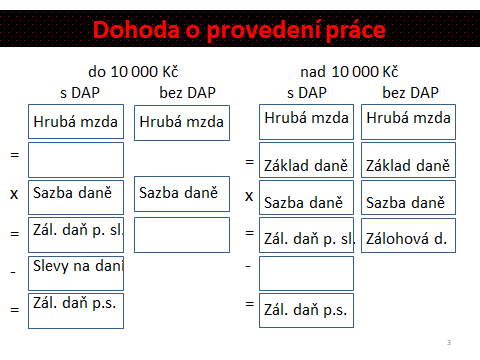 Dohoda o provedení práce
do 10 000 Kč nad 10 000 Kč
s DAP bez DAP s DAP bez DAP
Hrubá mzda Hrubá mzda Hrubá mzda Hrubá mzda
= = Základ daně Základ daně
x Sazba daně Sazba daně x Sazba daně Sazba daně
= Zál. daň p. sl. = Zál. daň p. sl. Zálohová d.
- Slevy na dani -
= Zál. daň p.s. = Zál. daň p.s.
3